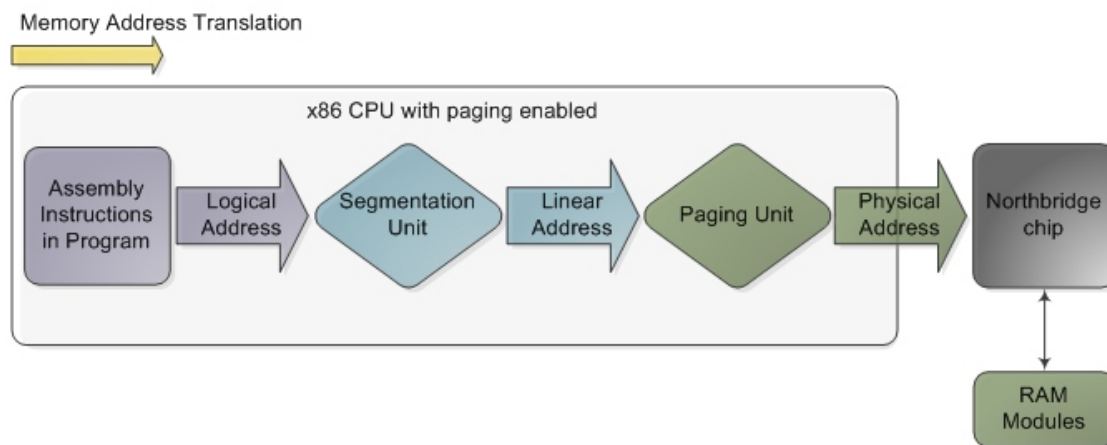 Memory Address Translation
x86 CPU with paging enabled
Assembly
Instructions
in Program
Logical
Address
Segmentation
Unit
Linear
Address
Paging Unit
Physical
Address
Northbridge
chip
RAM
Modules